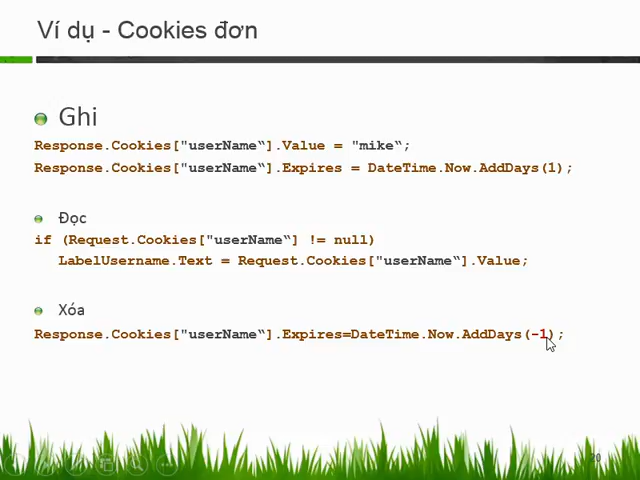 Ví dụ - Cookies đơn
Ghi
Response.Cookies["userName“].Value = "mike“;
Response.Cookies["userName“].Expires = DateTime.Now.AddDays(1);
Đọc
if (Request.Cookies["userName“] != null)
LabelUsername.Text = Request.Cookies["userName“].Value;
Xóa
Response.Cookies["userName“].Expires=DateTime.Now.AddDays(-1);
20